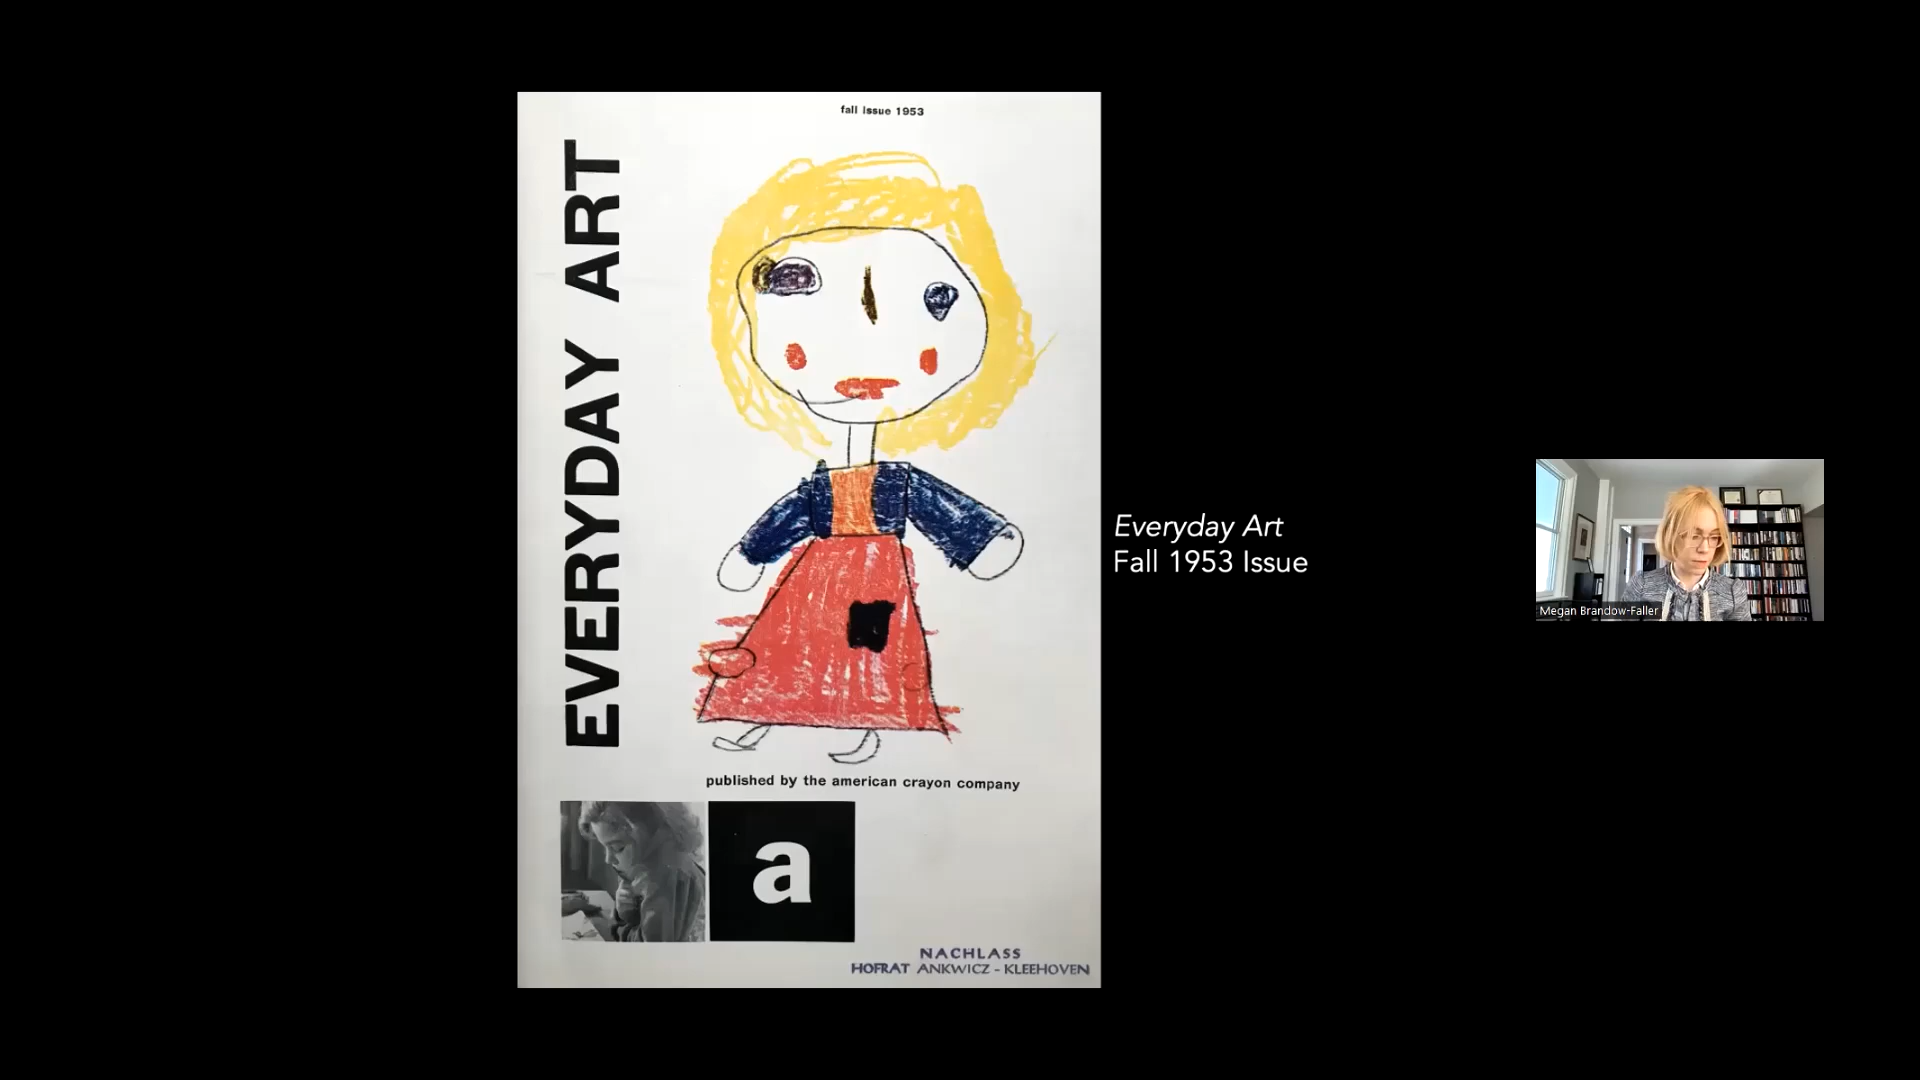 fall issue 1953
EVERYDAY ART
published by the american crayon company
a
NACHLASS
HOFRAT ANKWICZ - KLEEHOVEN
Everyday Art
Fall 1953 Issue
Megan Brandow-Faller